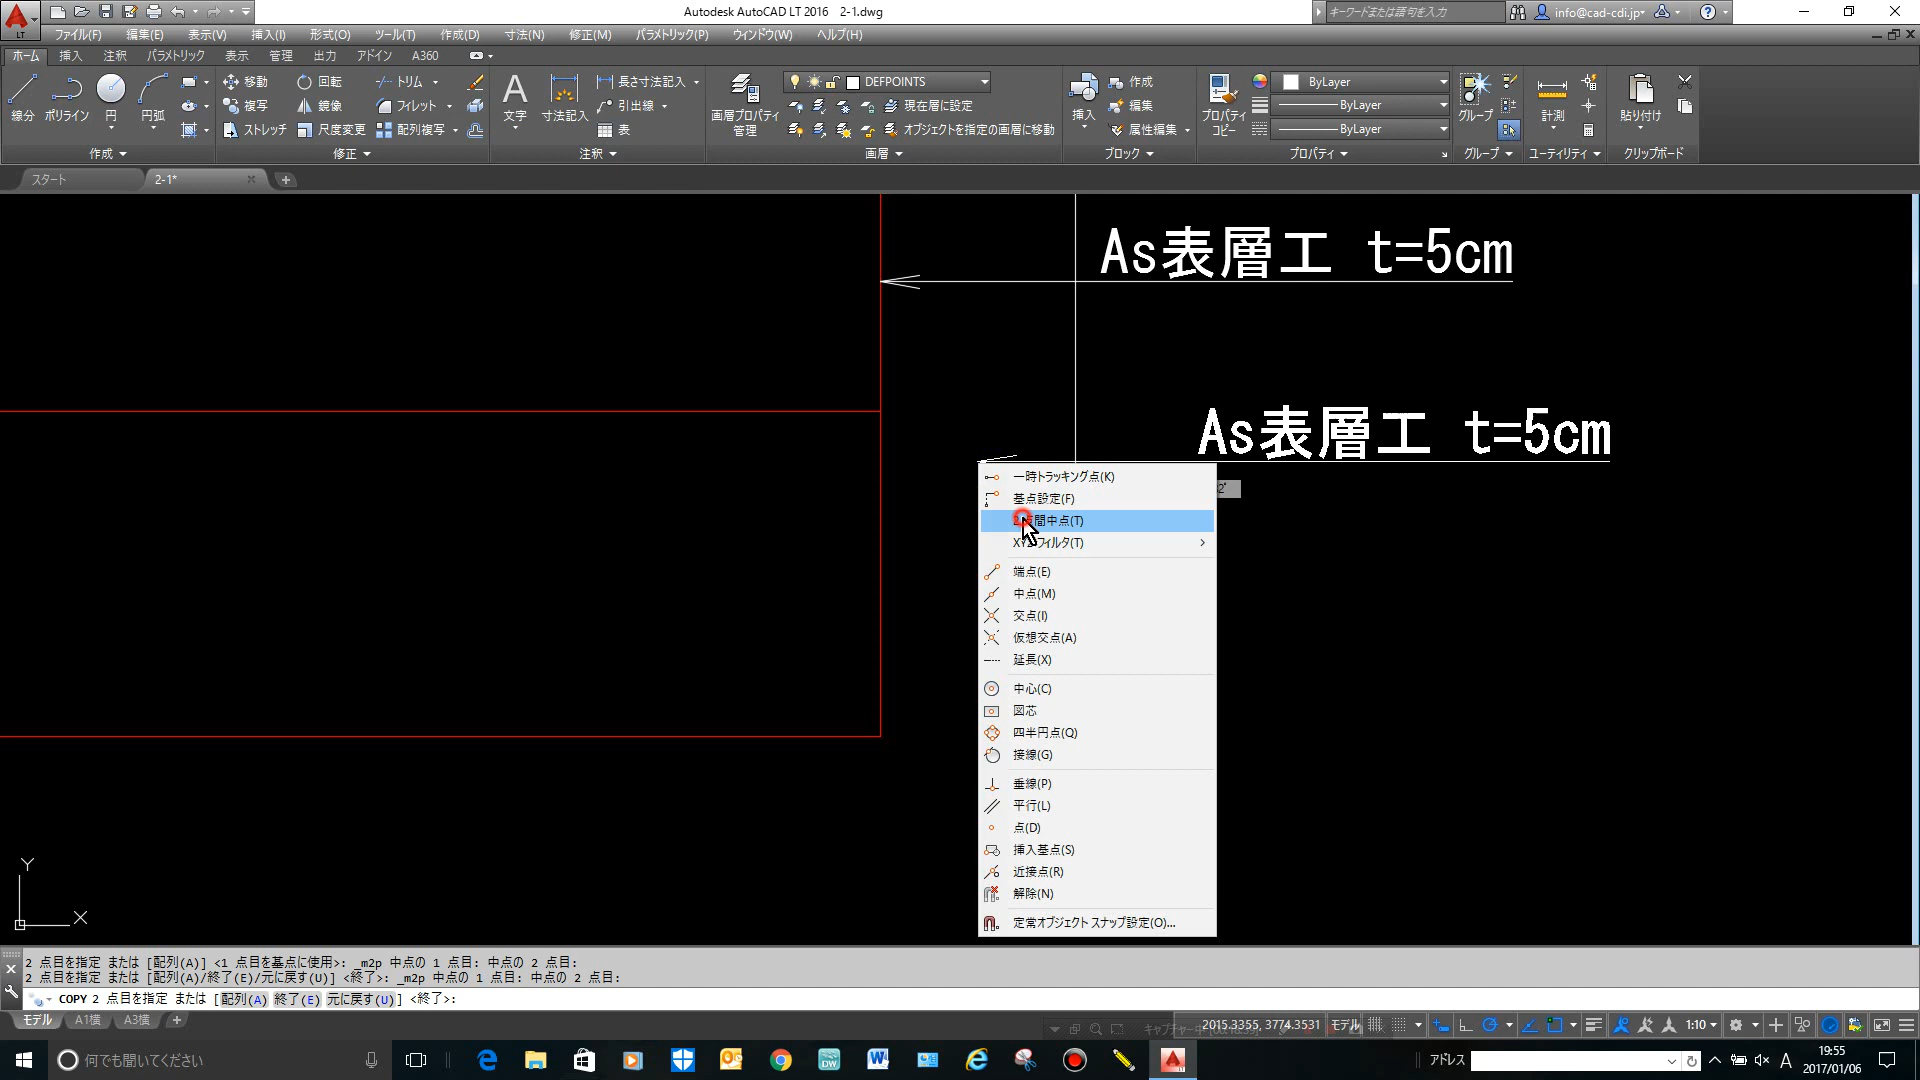 Autodesk AutoCAD LT 2016 2-1.dwg
キーワードまたは語句を入力
info@cad-cdi.jp
LT
ファイル(F) 編集(E) 表示(V) 挿入(I) 形式(O) ツール(T) 作成(D) 寸法(N) 修正(M) パラメトリック(P) ウィンドウ(W) ヘルプ(H)
ホーム 挿入 注釈 パラメトリック 表示 管理 出力 アドイン A360
線分 ポリライン 円 円弧
移動 回転 トリム
複写 鏡像 フィレット
ストレッチ 尺度変更 配列複写
文字 寸法記入
長さ寸法記入
引出線
表
画層プロパティ管理
DEFPOINTS
現在層に設定
オブジェクトを指定の画層に移動
挿入
作成
編集
属性編集
プロパティコピー
ByLayer
ByLayer
ByLayer
グループ
計測
貼り付け
作成 修正 注釈 画層 ブロック プロパティ グループ ユーティリティ クリップボード
スタート 2-1*
As表層工 t=5cm
As表層工 t=5cm
一時トラッキング点(K)
基点設定(F)
2点間中点(T)
XYZ フィルタ(T)
端点(E)
中点(M)
交点(I)
仮想交点(A)
延長(X)
中心(C)
図芯
四半円点(Q)
接線(G)
垂線(P)
平行(L)
点(D)
挿入基点(S)
近接点(R)
解除(N)
定常オブジェクト スナップ設定(O)...
Y
X
2 点目を指定 または [配列(A)] <1 点目を基点に使用>: _m2p 中点の 1 点目: 中点の 2 点目:
2 点目を指定 または [配列(A)/終了(E)/元に戻す(U)] <終了>: _m2p 中点の 1 点目: 中点の 2 点目:
COPY 2 点目を指定 または [配列(A) 終了(E) 元に戻す(U)] <終了>:
モデル A1横 A3横
2015.3355, 3774.3531 モデル 1:10
何でも聞いてください
アドレス
A
19:55
2017/01/06